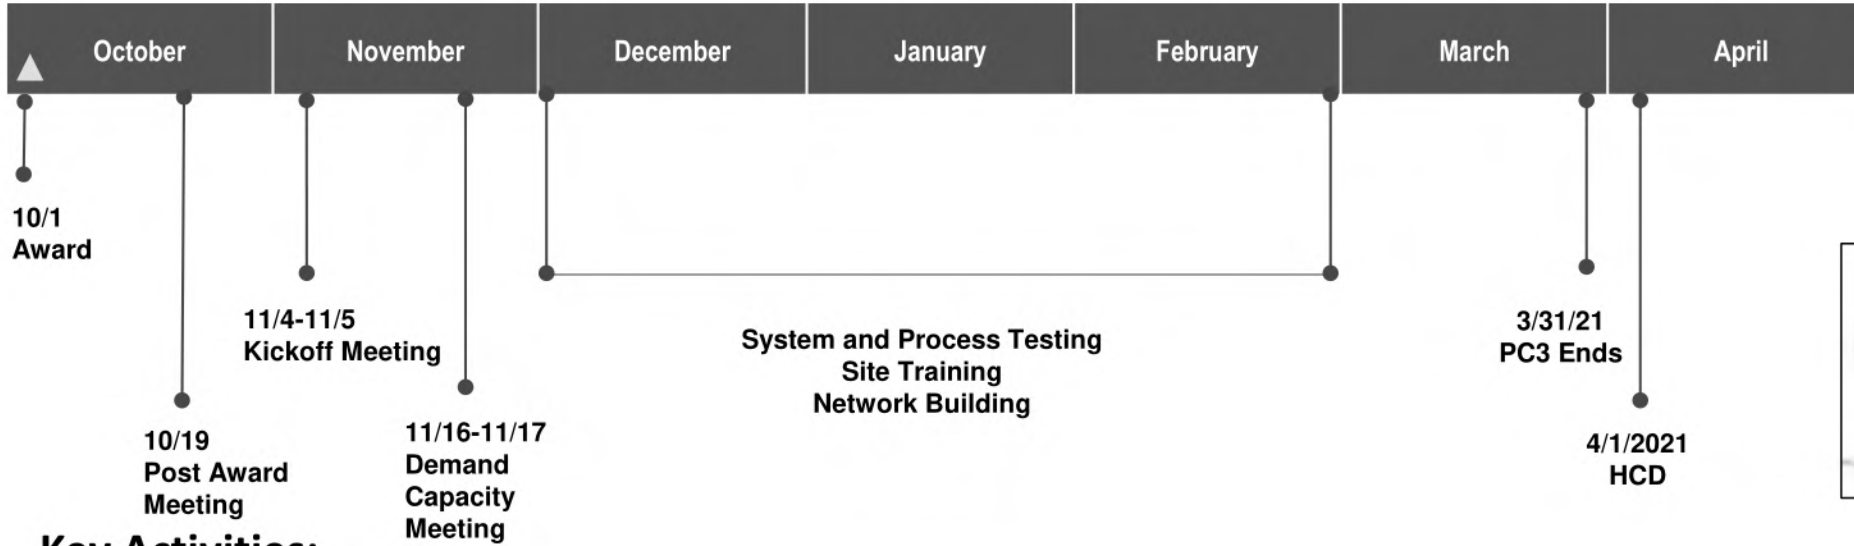 October
November
December
January
February
March
April
10/1
Award
10/19
Post Award
Meeting
11/4-11/5
Kickoff Meeting
11/16-11/17
Demand
Capacity
Meeting
System and Process Testing
Site Training
Network Building
3/31/21
PC3 Ends
4/1/2021
HCD
Key Activities: